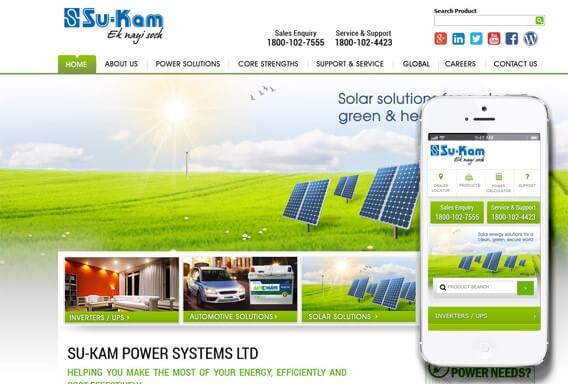 Su-Kam
Ek nayi soch
Search Product
Sales Enquiry
1800-102-7555
Service & Support
1800-102-4423
HOME
ABOUT US
POWER SOLUTIONS
CORE STRENGTHS
SUPPORT & SERVICE
GLOBAL
CAREERS
CONTACT US
Solar solutions
green & he
INVERTERS / UPS
AUTOMOTIVE SOLUTIONS
SOLAR SOLUTIONS
SU-KAM POWER SYSTEMS LTD
HELPING YOU MAKE THE MOST OF YOUR ENERGY, EFFICIENTLY AND
COST EFFECTIVELY
9:41 AM
Su-Kam
Ek nayi soch
DEALER
LOCATOR
PRODUCTS
POWER
CALCULATOR
SUPPORT
Sales Enquiry
1800-102-7555
Service & Support
1800-102-4423
Solar energy solutions for a
clean, green, secure world
PRODUCT SEARCH
INVERTERS / UPS
POWER NEEDS?